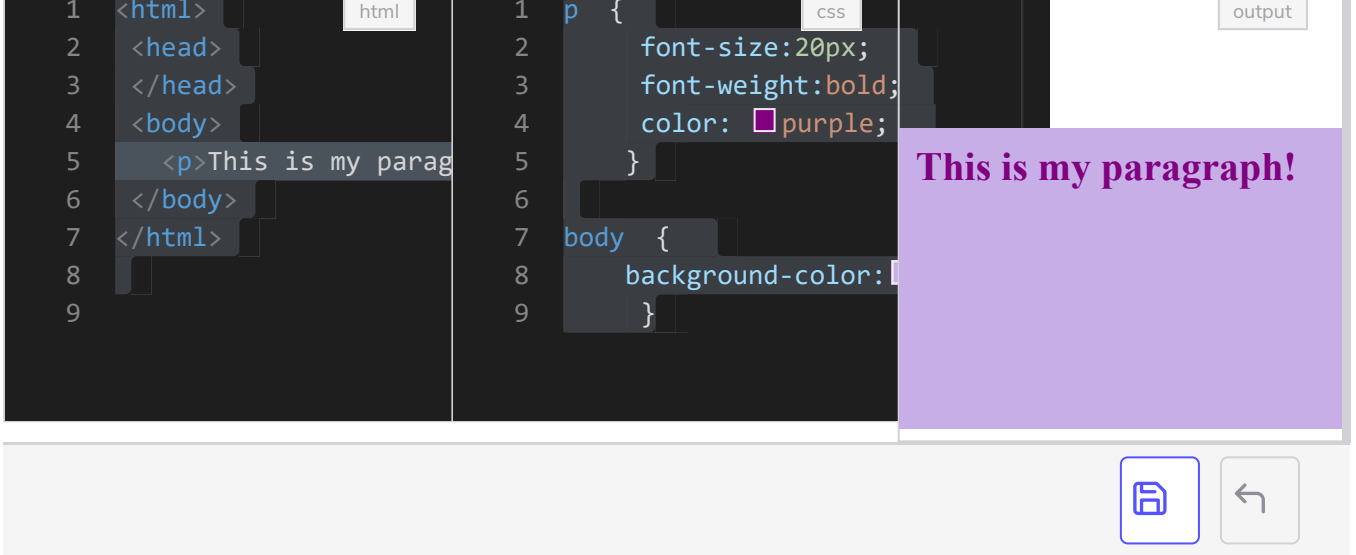 html
1 <html>
2 <head>
3 </head>
4 <body>
5 <p>This is my parag
6 </body>
7 </html>
8
9
css
1 p {
2 font-size:20px;
3 font-weight:bold;
4 color: purple;
5 }
6
7 body {
8 background-color:
9 }
output
This is my paragraph!